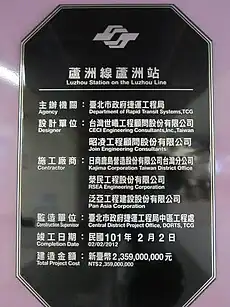 蘆洲線蘆洲站
Luzhou Station on the Luzhou Line
主辦機關：臺北市政府捷運工程局
Agency Department of Rapid Transit Systems,TCG
設計單位：台灣世曦工程顧問股份有限公司
Designer CECI Engineering Consultants,Inc.,Taiwan
昭凌工程顧問股份有限公司
Join Engineering Consultants
施工廠商：日商鹿島營造股份有限公司台灣分公司
Contractor Kajima Corporation Taiwan District Office
榮民工程股份有限公司
RSEA Engineering Corporation
泛亞工程建設股份有限公司
Pan Asia Corporation
監造單位：臺北市政府捷運工程局中區工程處
Construction Supervisor Central District Project Office, DORTS, TCG
竣工日期：民國101年2月2日
Completion Date 02/02/2012
建造金額：新臺幣2,359,000,000元
Total Project Cost NT$2,359,000,000